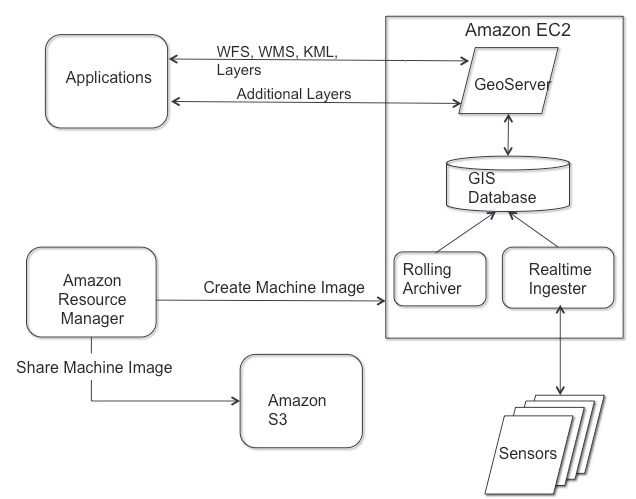 Amazon EC2
WFS, WMS, KML,
Layers
Applications
GeoServer
Additional Layers
GIS
Database
Rolling
Archiver
Realtime
Ingester
Amazon
Resource
Manager
Create Machine Image
Share Machine Image
Amazon
S3
Sensors